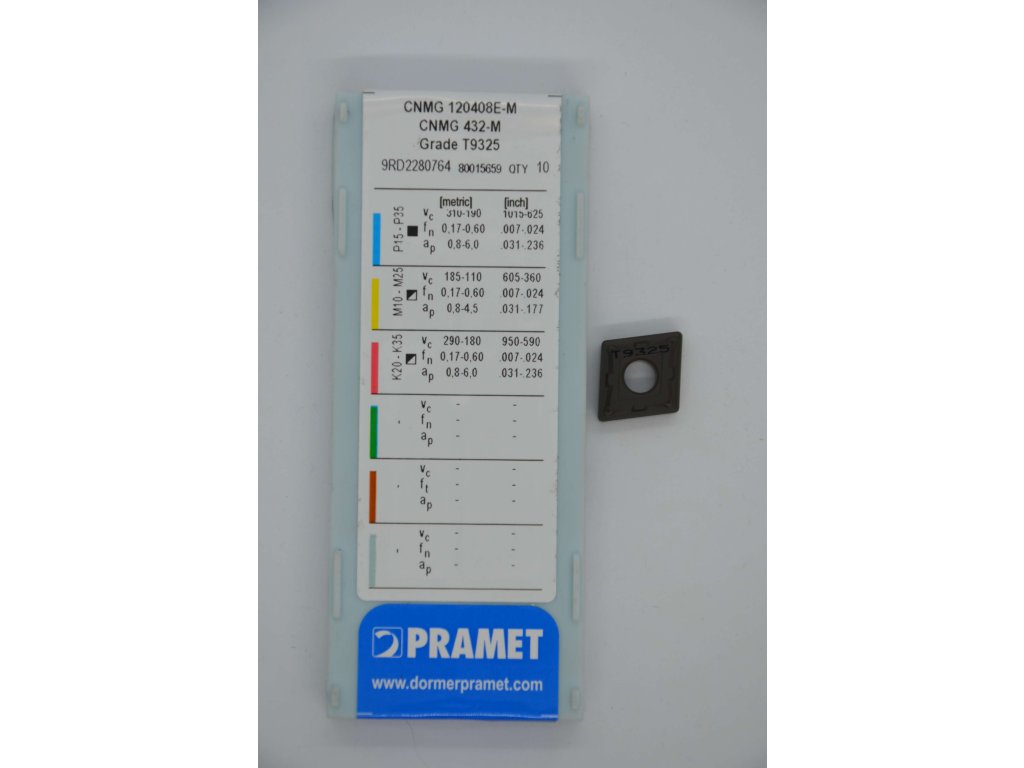 CNMG 120408E-M
CNMG 432-M
Grade T9325
9RD2280764 80015659 QTY 10
[metric] [inch]
P15 - P35
vc 310-190 1015-625
fn 0,17-0,60 .007-.024
ap 0,8-6,0 .031-.236
M10 - M25
vc 185-110 605-360
fn 0,17-0,60 .007-.024
ap 0,8-4,5 .031-.177
K20 - K35
vc 290-180 950-590
fn 0,17-0,60 .007-.024
ap 0,8-6,0 .031-.236
vc - -
fn - -
ap - -
vc - -
ft - -
ap - -
vc - -
fn - -
ap - -
PRAMET
www.dormerpramet.com
T9325